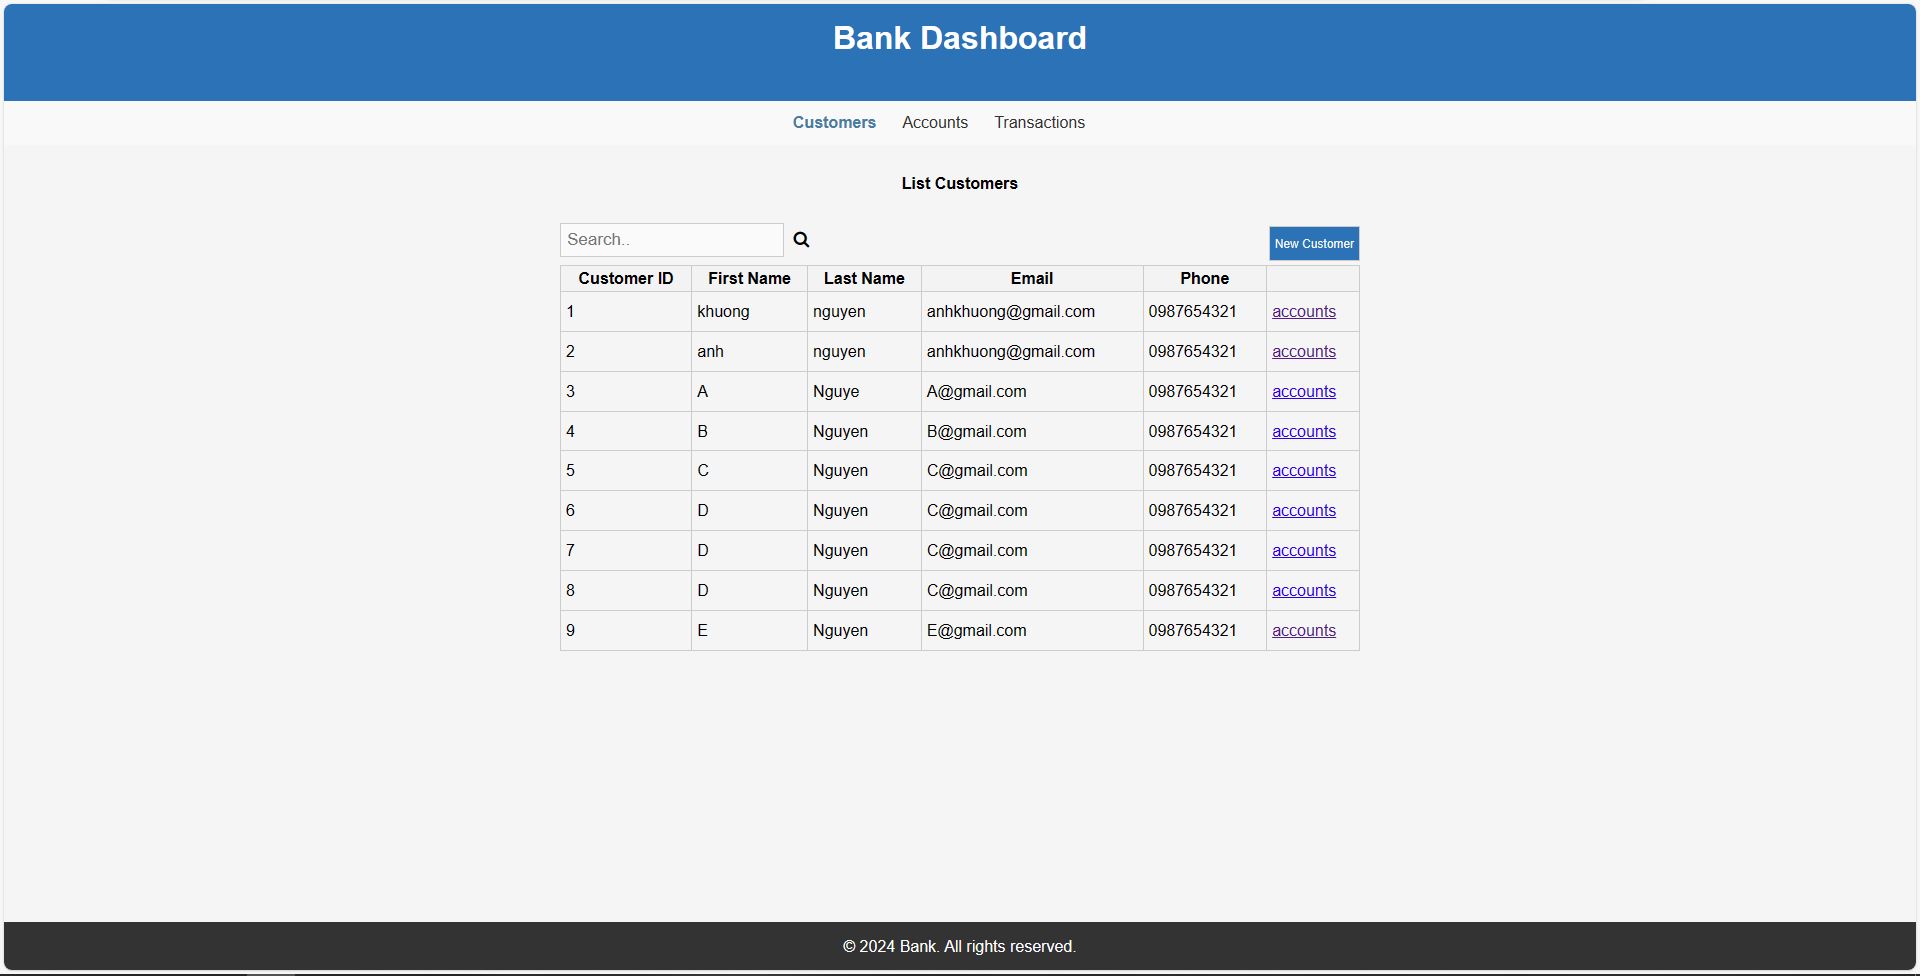 Bank Dashboard
Customers Accounts Transactions
List Customers
Search..
New Customer
Customer ID First Name Last Name Email Phone
1 khuong nguyen anhkhuong@gmail.com 0987654321 accounts
2 anh nguyen anhkhuong@gmail.com 0987654321 accounts
3 A Nguye A@gmail.com 0987654321 accounts
4 B Nguyen B@gmail.com 0987654321 accounts
5 C Nguyen C@gmail.com 0987654321 accounts
6 D Nguyen C@gmail.com 0987654321 accounts
7 D Nguyen C@gmail.com 0987654321 accounts
8 D Nguyen C@gmail.com 0987654321 accounts
9 E Nguyen E@gmail.com 0987654321 accounts
© 2024 Bank. All rights reserved.